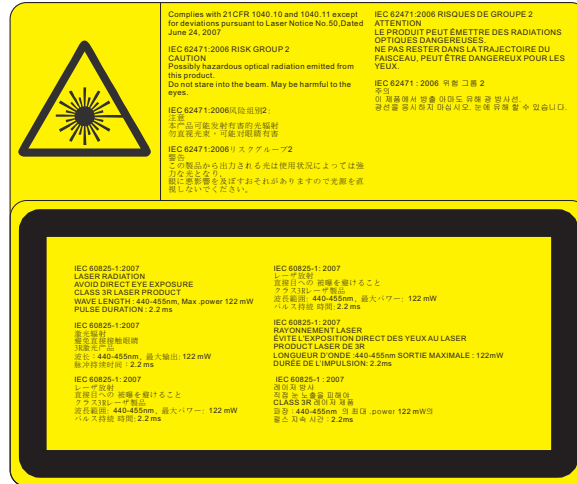 Complies with 21CFR 1040.10 and 1040.11 except
for deviations pursuant to Laser Notice No.50,Dated
June 24, 2007
IEC 62471:2006 RISK GROUP 2
CAUTION
Possibly hazardous optical radiation emitted from
this product.
Do not stare into the beam. May be harmful to the
eyes.
IEC 62471:2006风险组别2:
注意
本产品可能发射有害的光辐射
勿直视光束，可能对眼睛有害
IEC 62471:2006リスクグループ2
警告
この製品から出力される光は使用状況によっては強
力な光となり、
眼に悪影響を及ぼすおそれがありますので光源を直
視しないでください。
IEC 62471:2006 RISQUES DE GROUPE 2
ATTENTION
LE PRODUIT PEUT ÉMETTRE DES RADIATIONS
OPTIQUES DANGEREUSES.
NE PAS RESTER DANS LA TRAJECTOIRE DU
FAISCEAU, PEUT ÊTRE DANGEREUX POUR LES
YEUX.
IEC 62471 : 2006 위험 그룹 2
주의
이 제품에서 방출 아마도 유해 광 방사선.
광선을 응시하지 마십시오. 눈에 유해 할 수 있습니다.
IEC 60825-1:2007
LASER RADIATION
AVOID DIRECT EYE EXPOSURE
CLASS 3R LASER PRODUCT
WAVE LENGTH : 440-455nm, Max .power 122 mW
PULSE DURATION : 2.2 ms
IEC 60825-1:2007
激光辐射
避免直接接触眼睛
3R激光产品
波长：440-455nm, 最大输出: 122 mW
脉冲持续时间：2.2 ms
IEC 60825-1 : 2007
レーザ放射
直接目への 被曝を避けること
クラス3Rレーザ製品
波長範囲: 440-455nm, 最大パワー: 122 mW
パルス持続 時間: 2.2 ms
IEC 60825-1 : 2007
レーザ放射
直接目への 被曝を避けること
クラス3Rレーザ製品
波長範囲: 440-455nm, 最大パワー: 122 mW
パルス持続 時間: 2.2 ms
IEC 60825-1:2007
RAYONNEMENT LASER
ÉVITE L'EXPOSITION DIRECT DES YEUX AU LASER
PRODUCT LASER DE 3R
LONGUEUR D'ONDE :440-455nm SORTIE MAXIMALE : 122mW
DURÉE DE L'IMPULSION: 2.2ms
IEC 60825-1 : 2007
레이저 방사
직접 눈 노출을 피해야
CLASS 3R 레이저 제품
파장 : 440-455nm 의 최대 .power 122 mW의
펄스 지속 시간 : 2.2 ms